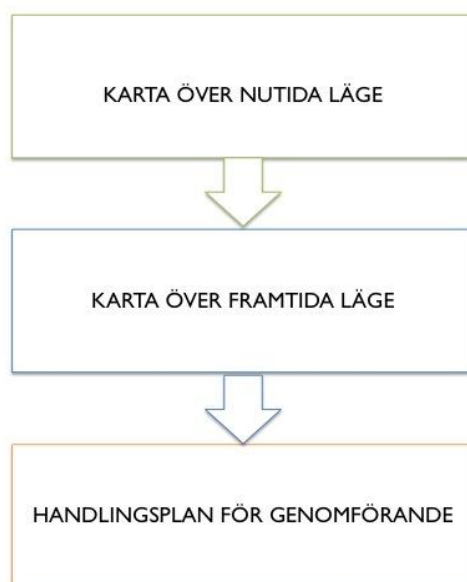 KARTA ÖVER NUTIDA LÄGE
KARTA ÖVER FRAMTIDA LÄGE
HANDLINGSPLAN FÖR GENOMFÖRANDE